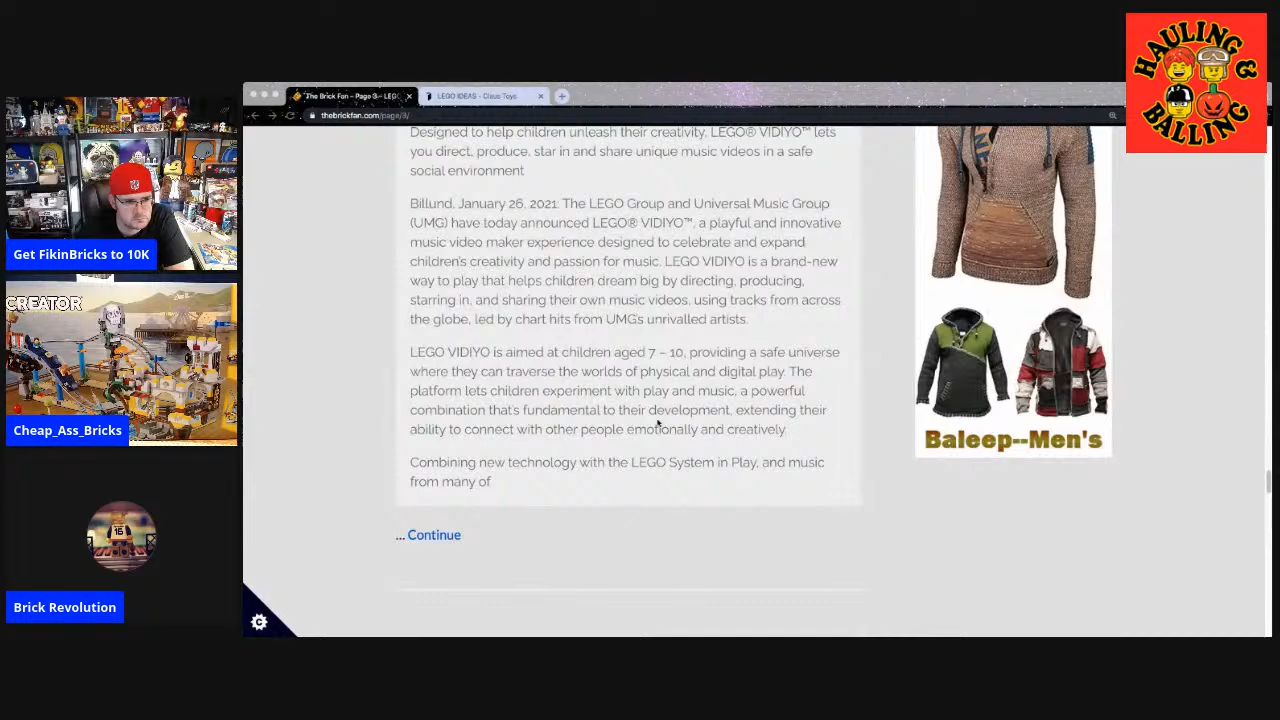 HAULING &
BALLING
The Brick Fan - Page 3 - LEG
LEGO IDEAS - Claus Toys
thebrickfan.com/page/3/
Designed to help children unleash their creativity, LEGO® VIDIYO™ lets
you direct, produce, star in and share unique music videos in a safe
social environment
Billund, January 26, 2021: The LEGO Group and Universal Music Group
(UMG) have today announced LEGO® VIDIYO™, a playful and innovative
music video maker experience designed to celebrate and expand
children's creativity and passion for music. LEGO VIDIYO is a brand-new
way to play that helps children dream big by directing, producing,
starring in, and sharing their own music videos, using tracks from across
the globe, led by chart hits from UMG's unrivalled artists.
LEGO VIDIYO is aimed at children aged 7 – 10, providing a safe universe
where they can traverse the worlds of physical and digital play. The
platform lets children experiment with play and music, a powerful
combination that's fundamental to their development, extending their
ability to connect with other people emotionally and creatively.
Combining new technology with the LEGO System in Play, and music
from many of
... Continue
Baleep--Men's
Get FikinBricks to 10K
CREATOR
Cheap_Ass_Bricks
16
Brick Revolution